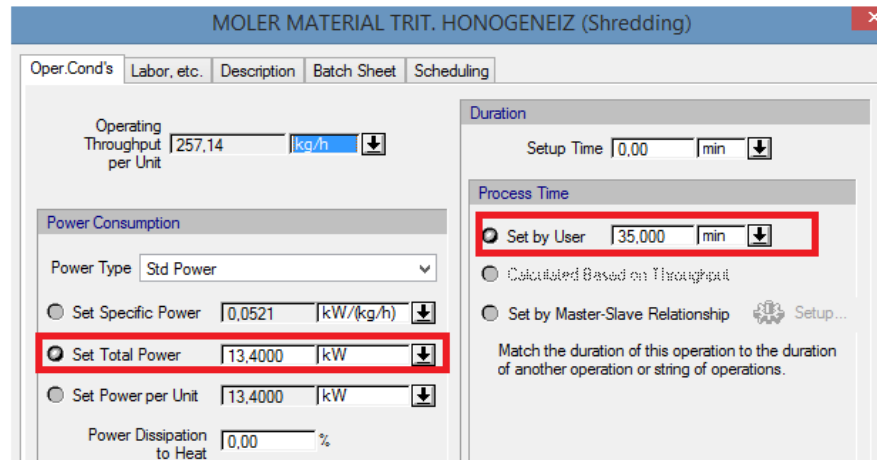 MOLER MATERIAL TRIT. HONOGENEIZ (Shredding)
Oper.Cond's Labor, etc. Description Batch Sheet Scheduling
Operating
Throughput
per Unit
257,14 kg/h
Power Consumption
Power Type Std Power
Set Specific Power 0,0521 kW/(kg/h)
Set Total Power 13,4000 kW
Set Power per Unit 13,4000 kW
Power Dissipation
to Heat
0,00 %
Duration
Setup Time 0,00 min
Process Time
Set by User 35,000 min
Calculated Based on Throughput
Set by Master-Slave Relationship Setup...
Match the duration of this operation to the duration
of another operation or string of operations.